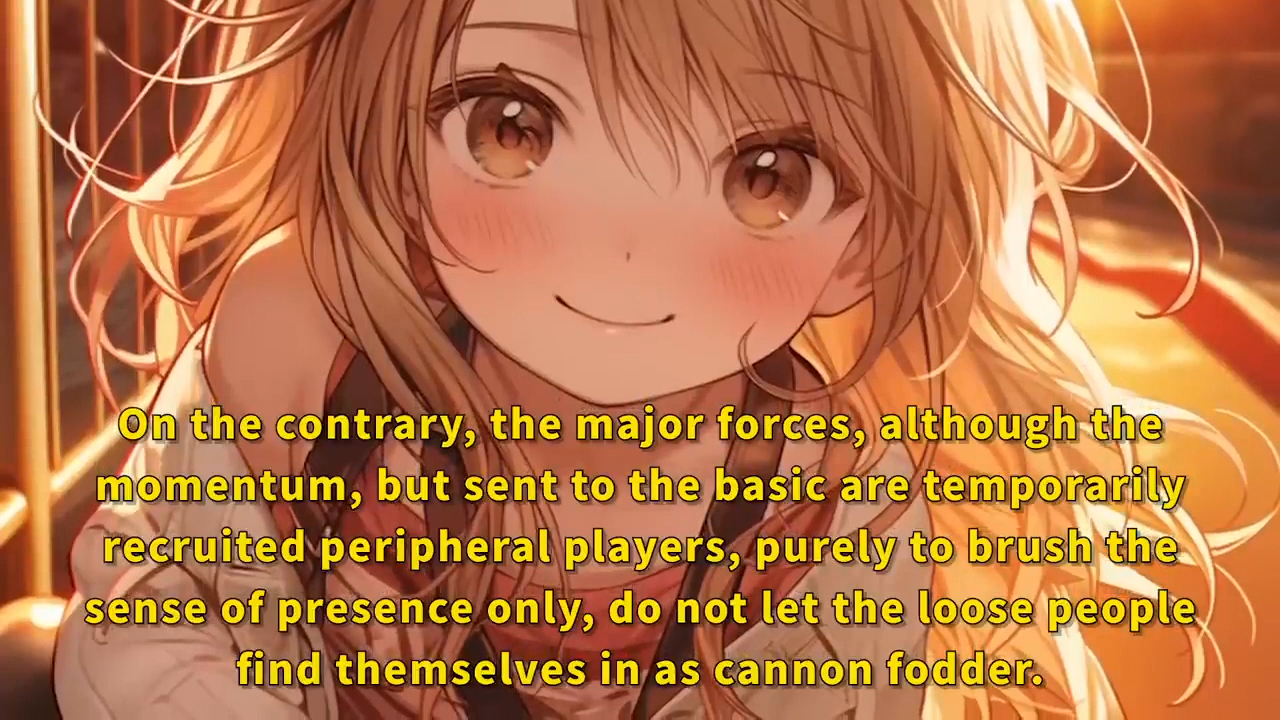 On the contrary, the major forces, although the
momentum, but sent to the basic are temporarily
recruited peripheral players, purely to brush the
sense of presence only, do not let the loose people
find themselves in as cannon fodder.